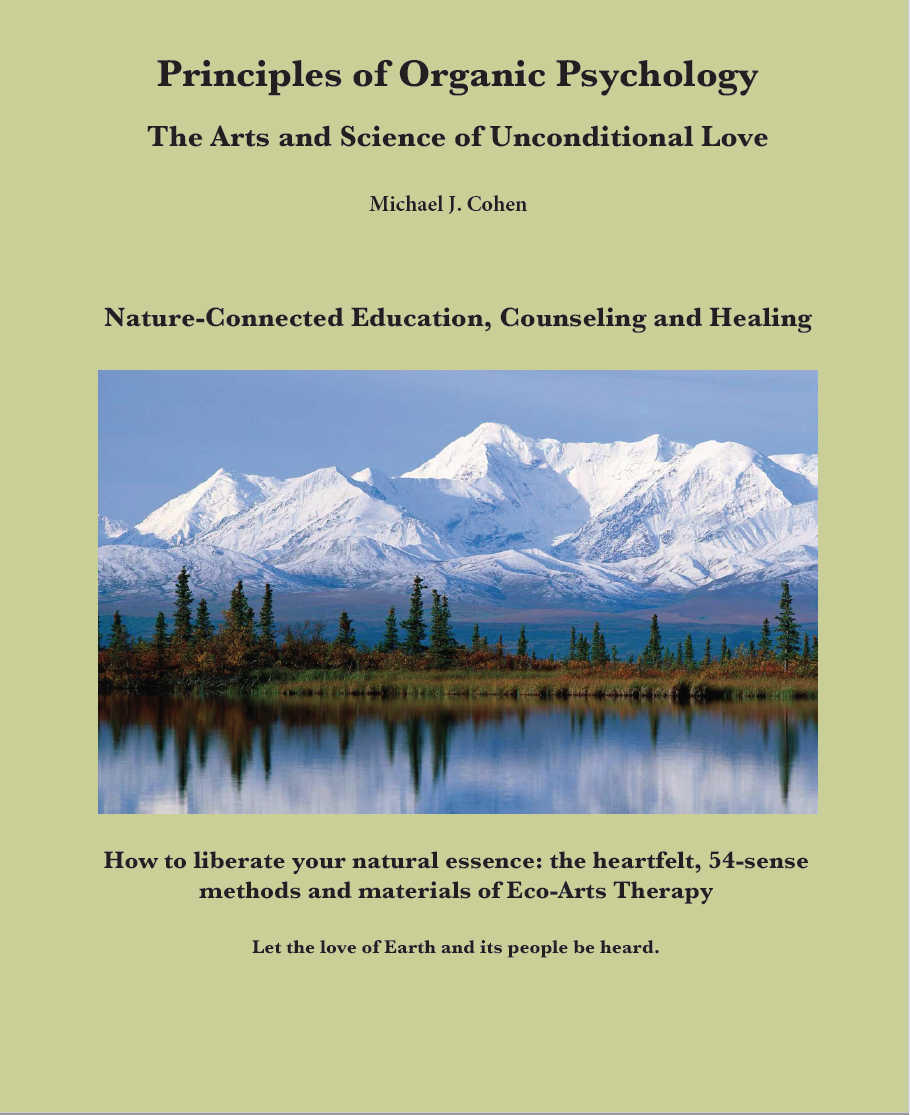 Principles of Organic Psychology
The Arts and Science of Unconditional Love
Michael J. Cohen
Nature-Connected Education, Counseling and Healing
How to liberate your natural essence: the heartfelt, 54-sense
methods and materials of Eco-Arts Therapy
Let the love of Earth and its people be heard.